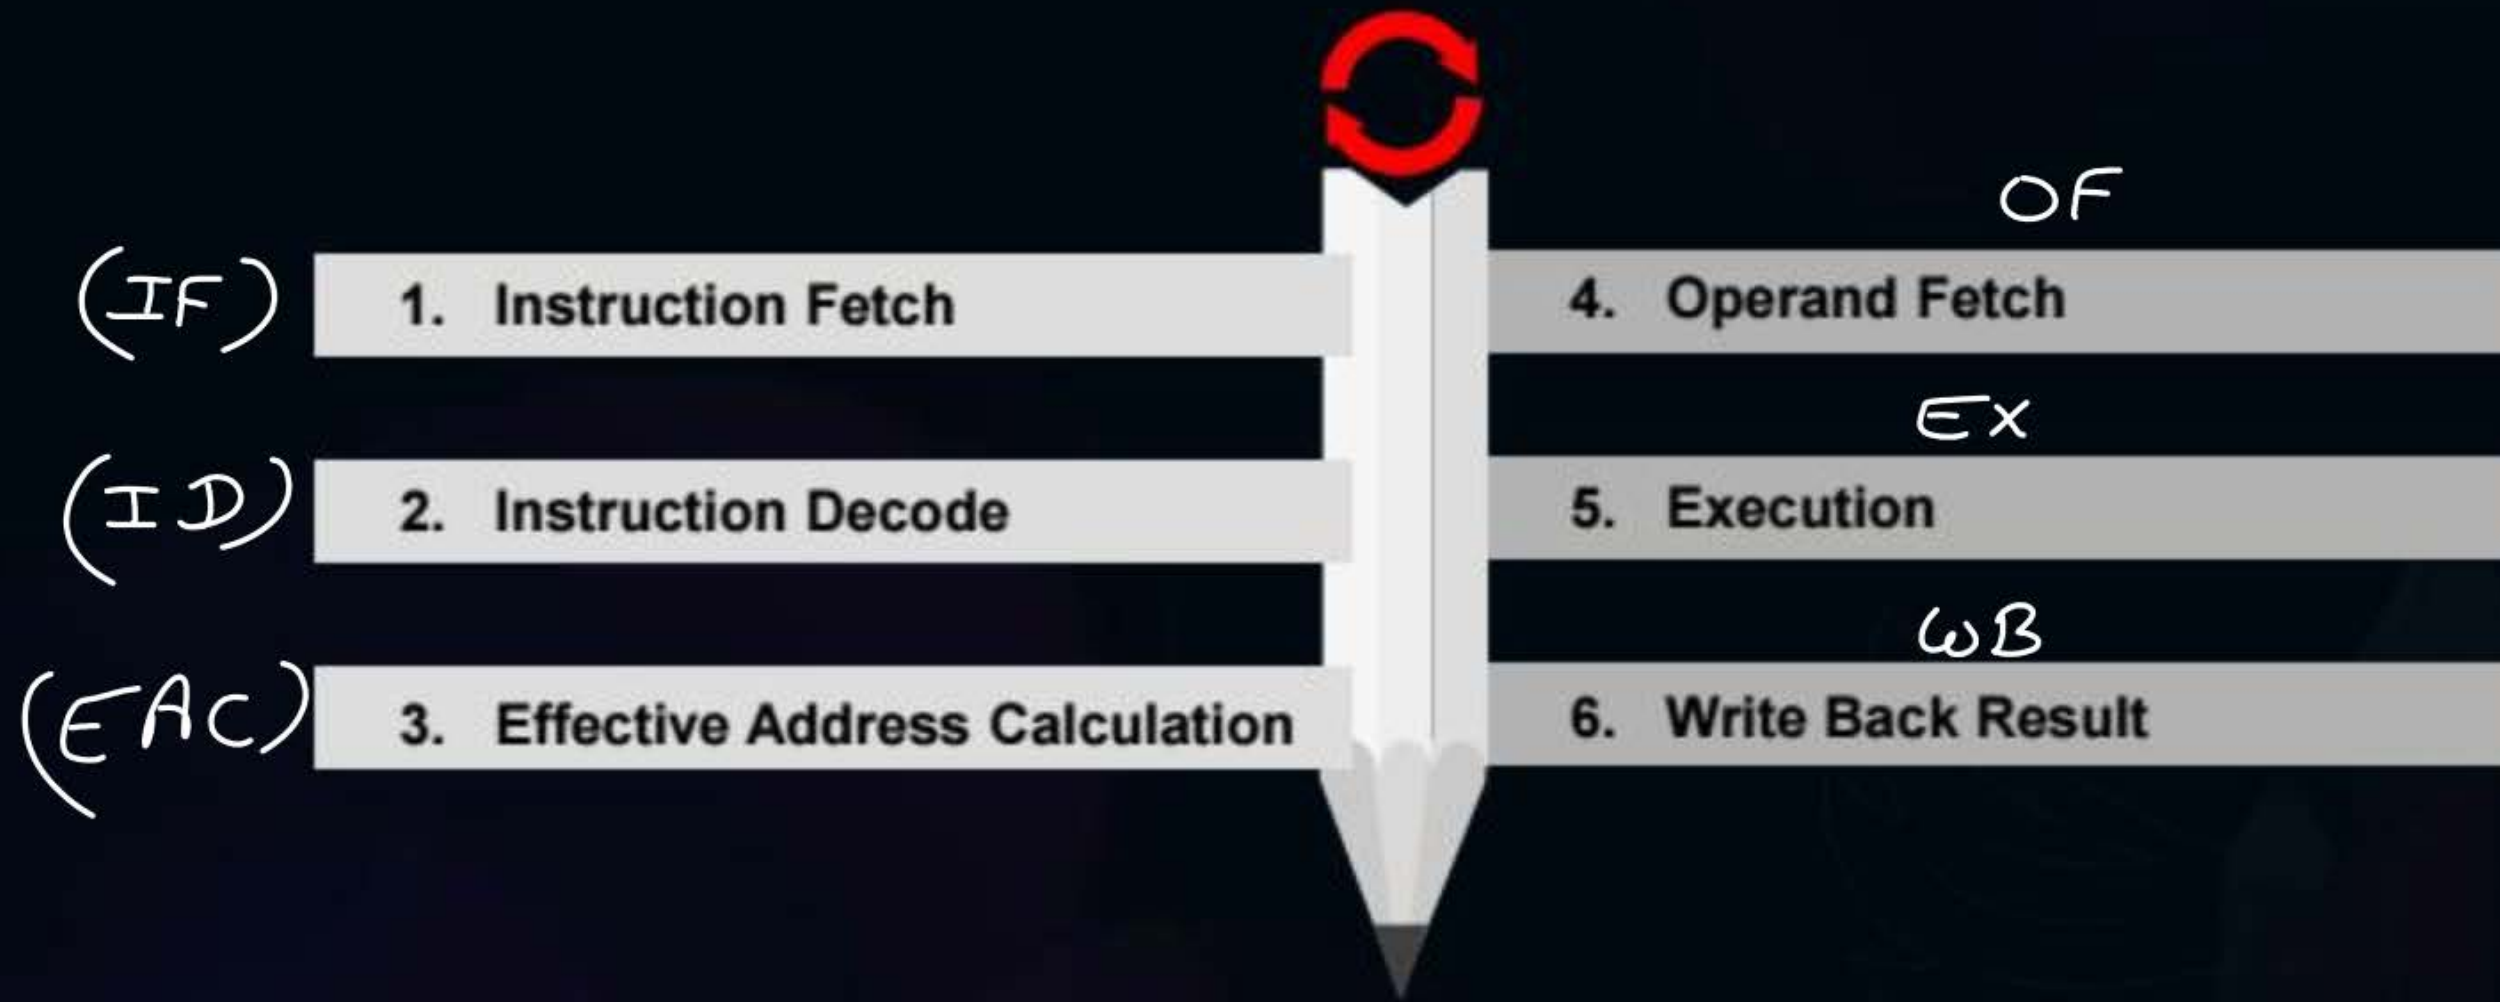 (IF) 1. Instruction Fetch
(ID) 2. Instruction Decode
(EAC) 3. Effective Address Calculation
OF
4. Operand Fetch
EX
5. Execution
WB
6. Write Back Result